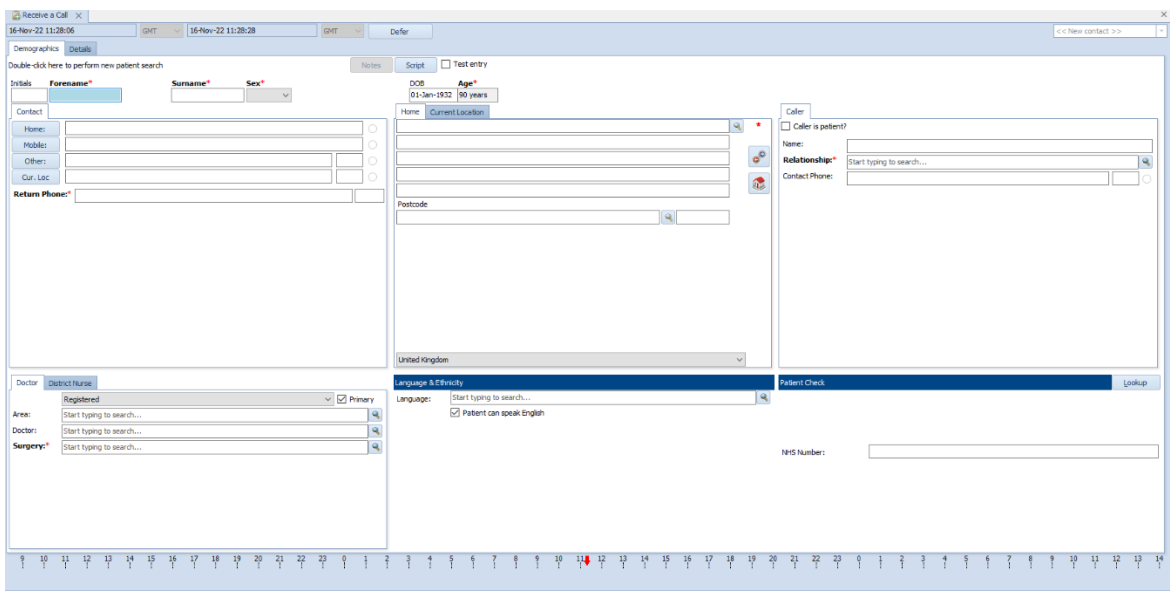 Receive a Call
16-Nov-22 11:28:06 GMT 16-Nov-22 11:28:28 GMT Defer << New contact >>
Demographics Details
Double-click here to perform new patient search Notes Script Test entry
Initials Forename* Surname* Sex* DOB Age*
01-Jan-1932 90 years
Contact Home Current Location Caller
Home: * Caller is patient?
Mobile: Name:
Other: Relationship:* Start typing to search...
Cur. Loc Contact Phone:
Return Phone:*
Postcode
United Kingdom
Doctor District Nurse Language & Ethnicity Patient Check Lookup
Registered Primary Language: Start typing to search...
Area: Start typing to search... Patient can speak English
Doctor: Start typing to search...
Surgery:* Start typing to search... NHS Number:
9 10 11 12 13 14 15 16 17 18 19 20 21 22 23 0 1 2 3 4 5 6 7 8 9 10 11 12 13 14 15 16 17 18 19 20 21 22 23 0 1 2 3 4 5 6 7 8 9 10 11 12 13 14